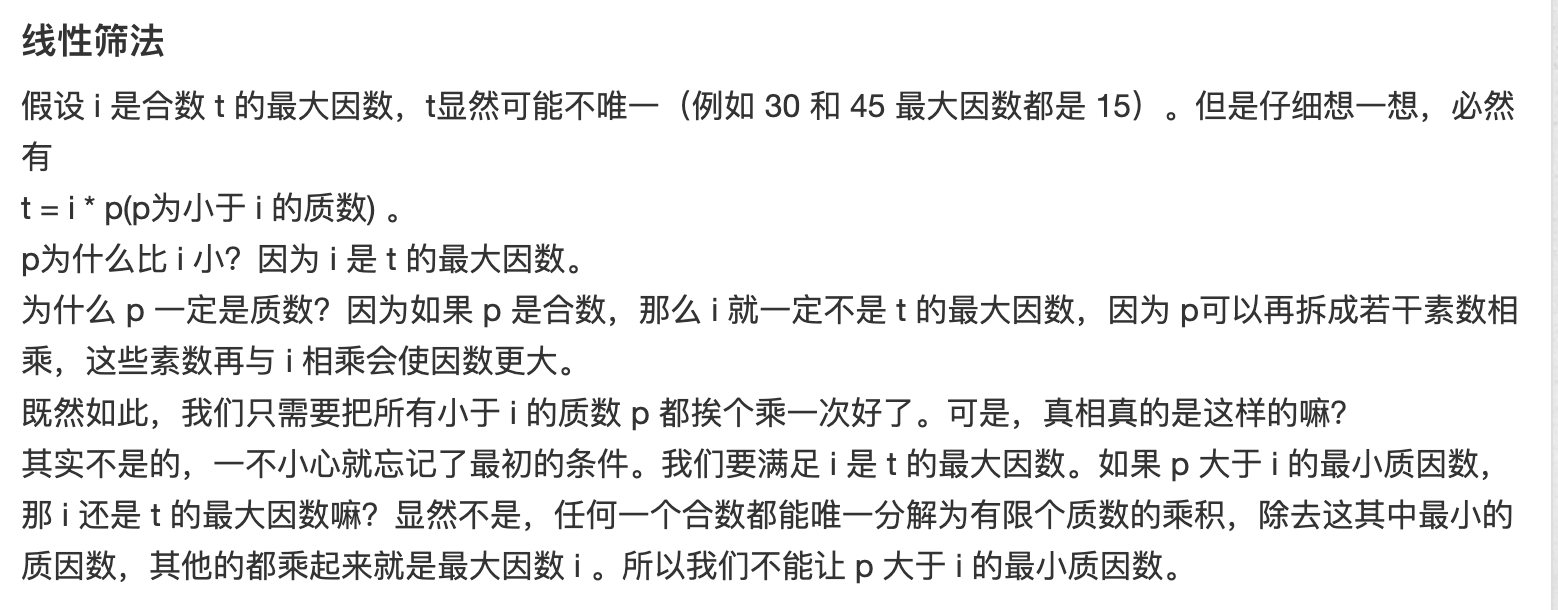 线性筛法
假设 i 是合数 t 的最大因数，t显然可能不唯一（例如 30 和 45 最大因数都是 15）。但是仔细想一想，必然
有
t = i * p(p为小于 i 的质数) 。
p为什么比 i 小？因为 i 是 t 的最大因数。
为什么 p 一定是质数？因为如果 p 是合数，那么 i 就一定不是 t 的最大因数，因为 p可以再拆成若干素数相
乘，这些素数再与 i 相乘会使因数更大。
既然如此，我们只需要把所有小于 i 的质数 p 都挨个乘一次好了。可是，真相真的是这样的嘛？
其实不是的，一不小心就忘记了最初的条件。我们要满足 i 是 t 的最大因数。如果 p 大于 i 的最小质因数，
那 i 还是 t 的最大因数嘛？显然不是，任何一个合数都能唯一分解为有限个质数的乘积，除去这其中最小的
质因数，其他的都乘起来就是最大因数 i 。所以我们不能让 p 大于 i 的最小质因数。